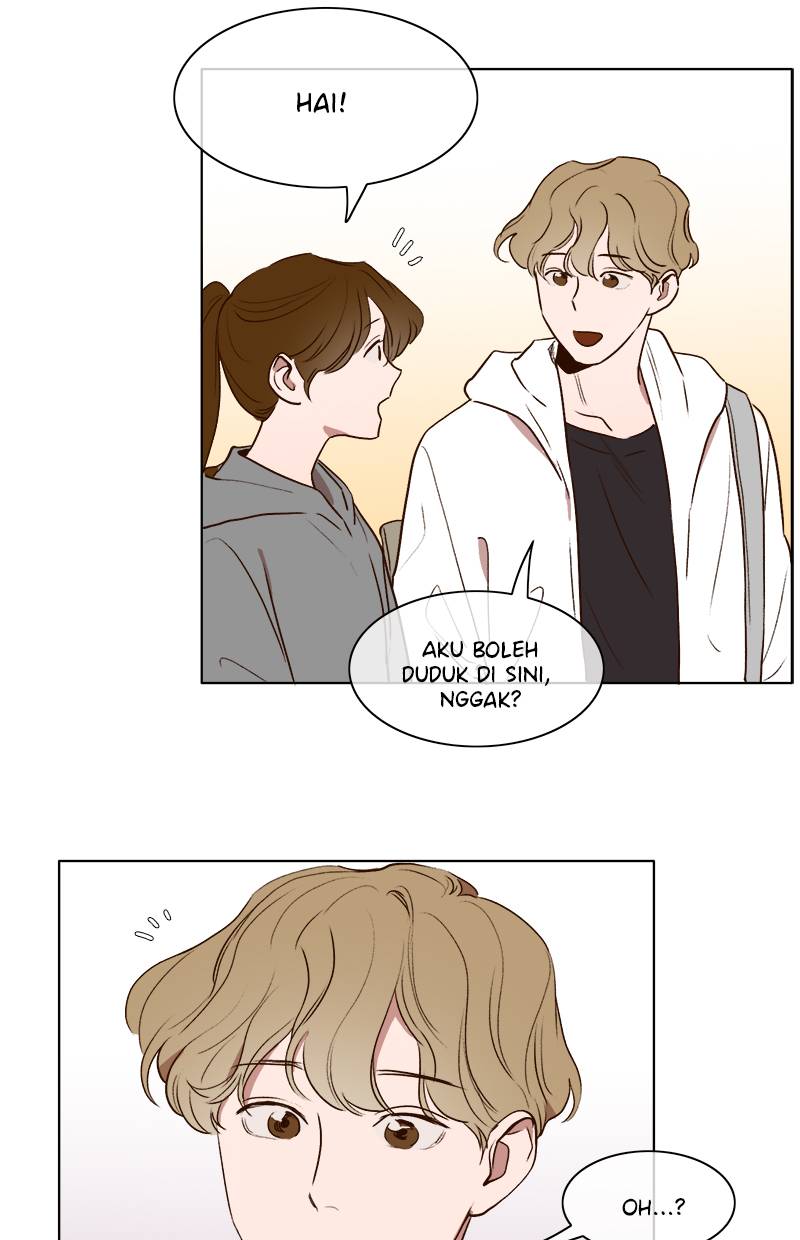 HAI!
AKU BOLEH
DUDUK DI SINI,
NGGAK?
OH...?